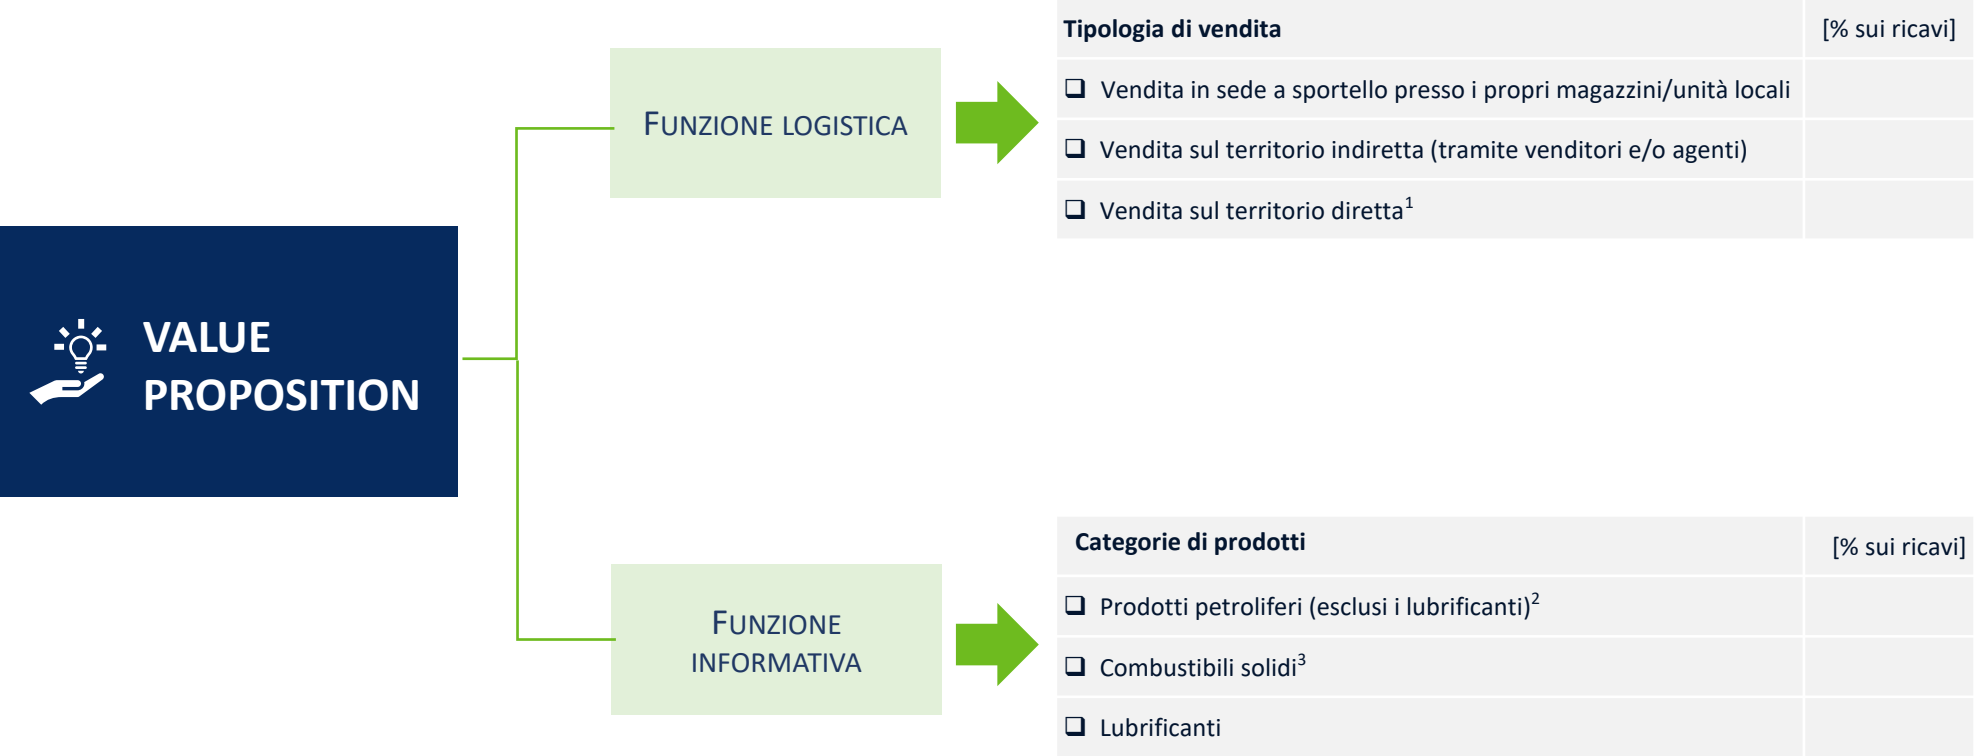 VALUE
PROPOSITION
FUNZIONE LOGISTICA
Tipologia di vendita [% sui ricavi]
❑ Vendita in sede a sportello presso i propri magazzini/unità locali
❑ Vendita sul territorio indiretta (tramite venditori e/o agenti)
❑ Vendita sul territorio diretta¹
FUNZIONE
INFORMATIVA
Categorie di prodotti [% sui ricavi]
❑ Prodotti petroliferi (esclusi i lubrificanti)²
❑ Combustibili solidi³
❑ Lubrificanti